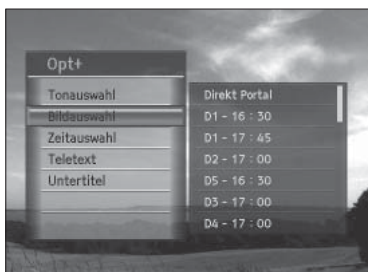 Opt+
Tonauswahl
Bildauswahl
Zeitauswahl
Teletext
Untertitel
Direkt Portal
D1 - 16 : 30
D1 - 17 : 45
D2 - 17 : 00
D5 - 16 : 30
D3 - 17 : 00
D4 - 17 : 00